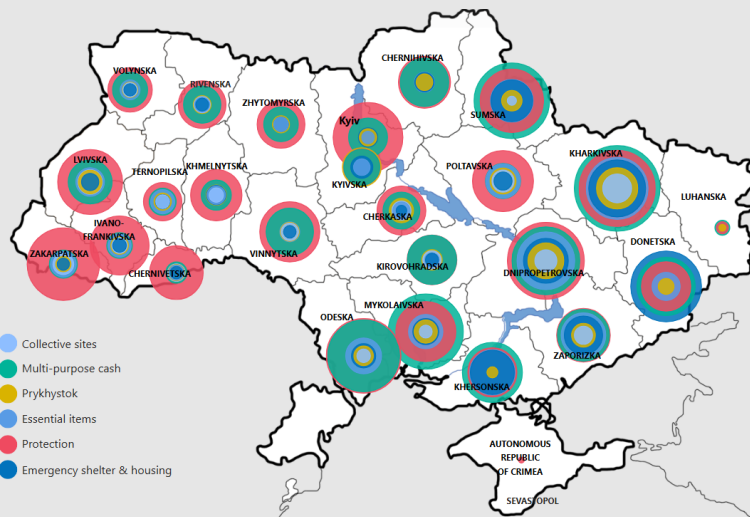 CHERNIHIVSKA
VOLYNSKA
RIVENSKA
ZHYTOMYRSKA
SUMSKA
Kyiv
KHARKIVSKA
LVIVSKA
TERNOPILSKA
KHMELNYTSKA
POLTAVSKA
KYIVSKA
LUHANSKA
CHERKASKA
IVANO-
FRANKIVSKA
DONETSKA
ZAKARPATSKA
VINNYTSKA
KIROVOHRADSKA
CHERNIVETSKA
DNIPROPETROVSKA
MYKOLAIVSKA
ODESKA
ZAPORIZKA
KHERSONSKA
Collective sites
Multi-purpose cash
Prykhystok
Essential items
Protection
Emergency shelter & housing
AUTONOMOUS
REPUBLIC
OF CRIMEA
SEVASTOPOL